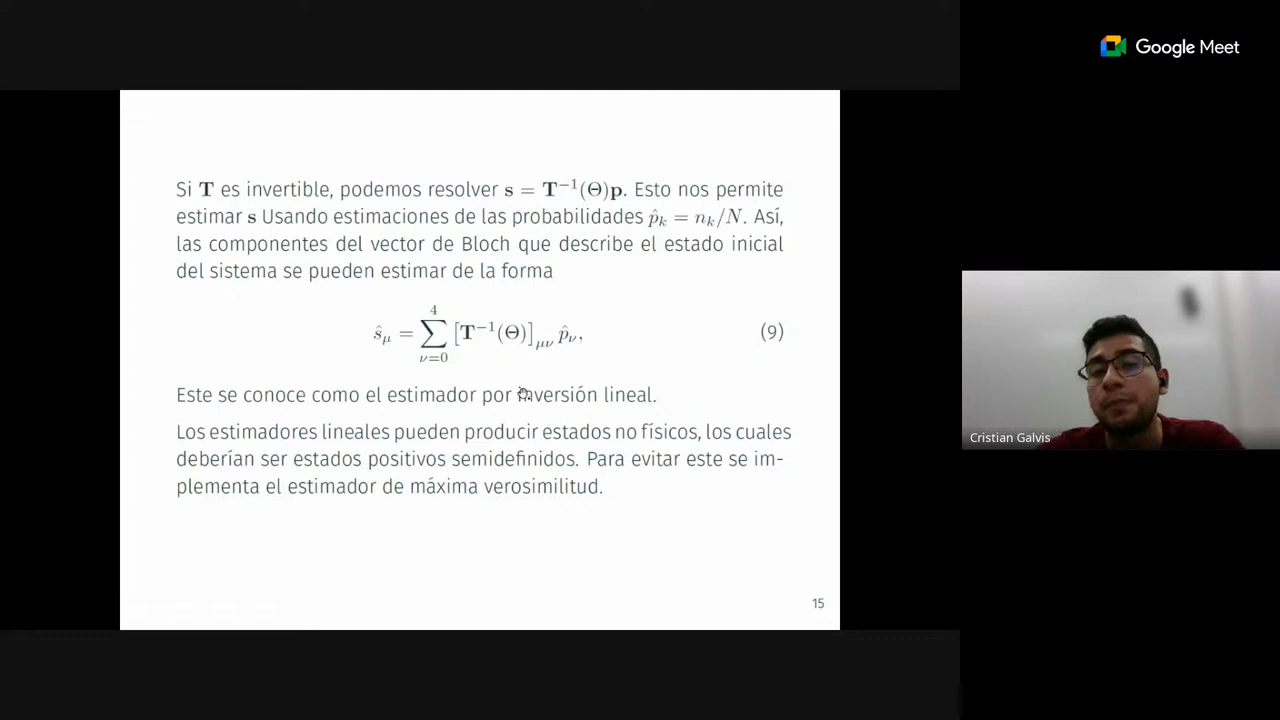 Google Meet
Si T es invertible, podemos resolver s = T⁻¹(Θ)p. Esto nos permite
estimar s Usando estimaciones de las probabilidades p̂ₖ = nₖ/N. Así,
las componentes del vector de Bloch que describe el estado inicial
del sistema se pueden estimar de la forma
ŝ_μ = ∑_{ν=0}^{4} [T⁻¹(Θ)]_{μν} p̂_ν, (9)
Este se conoce como el estimador por inversión lineal.
Los estimadores lineales pueden producir estados no físicos, los cuales
deberían ser estados positivos semidefinidos. Para evitar este se im-
plementa el estimador de máxima verosimilitud.
15
Cristian Galvis